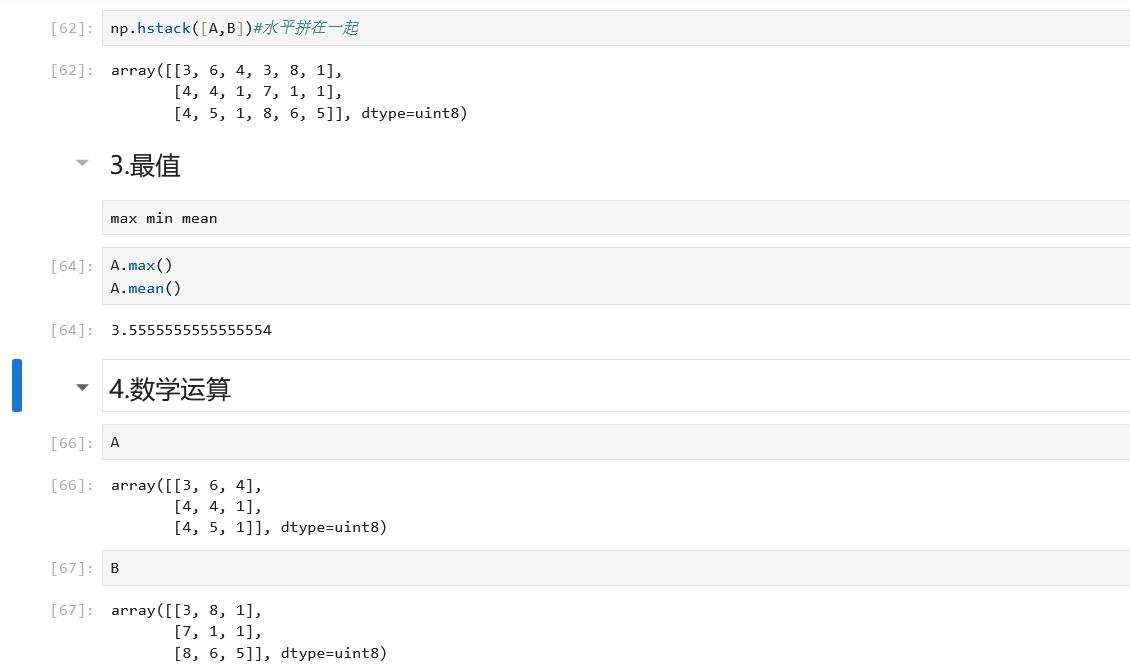 [62]: np.hstack([A,B])#水平拼在一起
[62]: array([[3, 6, 4, 3, 8, 1],
[4, 4, 1, 7, 1, 1],
[4, 5, 1, 8, 6, 5]], dtype=uint8)
3.最值
max min mean
[64]: A.max()
A.mean()
[64]: 3.5555555555555554
4.数学运算
[66]: A
[66]: array([[3, 6, 4],
[4, 4, 1],
[4, 5, 1]], dtype=uint8)
[67]: B
[67]: array([[3, 8, 1],
[7, 1, 1],
[8, 6, 5]], dtype=uint8)